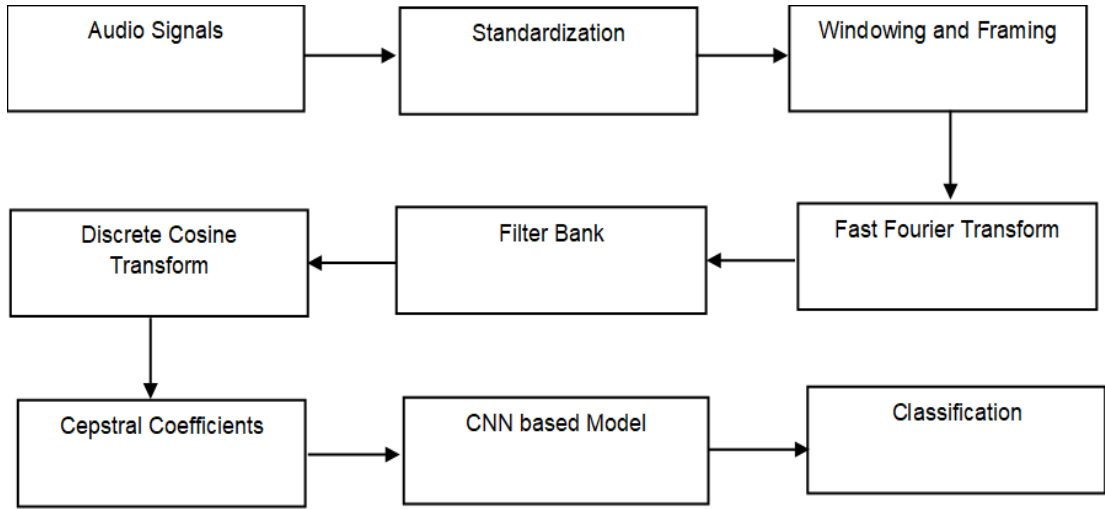 Audio Signals
Standardization
Windowing and Framing
Fast Fourier Transform
Filter Bank
Discrete Cosine
Transform
Cepstral Coefficients
CNN based Model
Classification